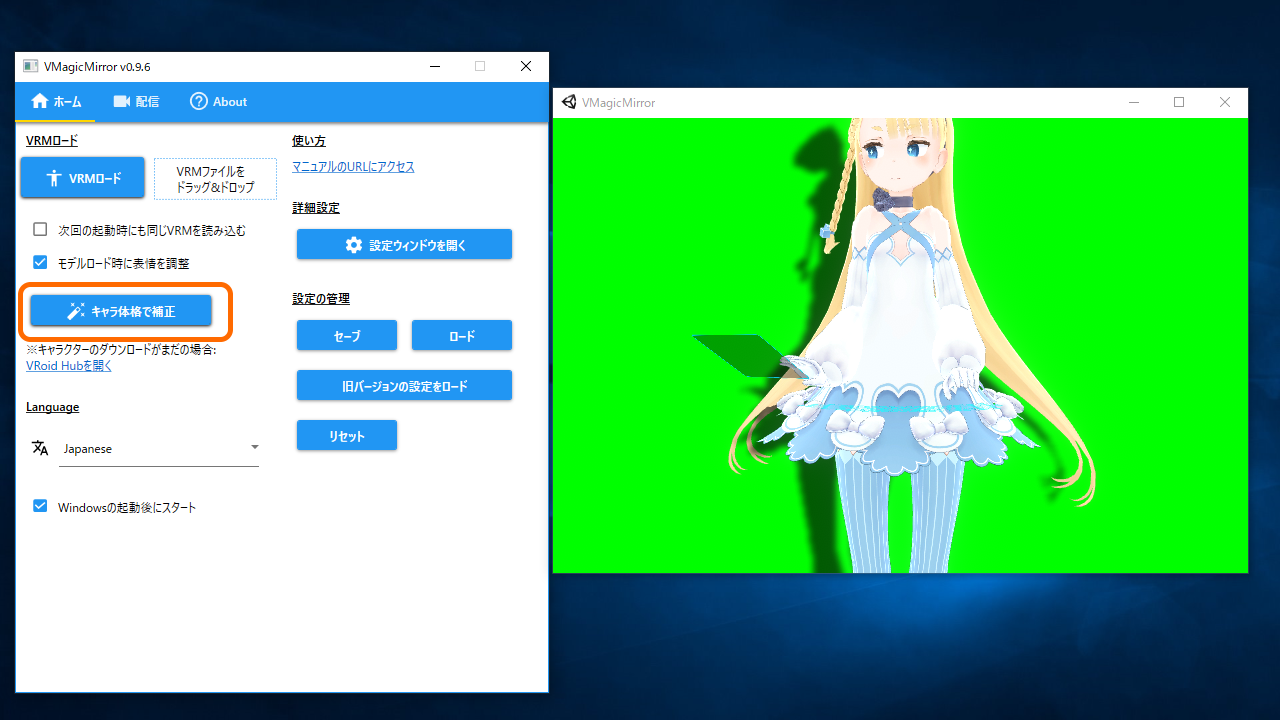 VMagicMirror v0.9.6
ホーム
配信
About
VRMロード
VRMロード
VRMファイルを
ドラッグ&ドロップ
次回の起動時にも同じVRMを読み込む
モデルロード時に表情を調整
キャラ体格で補正
※キャラクターのダウンロードがまだの場合:
VRoid Hubを開く
Language
Japanese
Windowsの起動後にスタート
使い方
マニュアルのURLにアクセス
詳細設定
設定ウィンドウを開く
設定の管理
セーブ
ロード
旧バージョンの設定をロード
リセット
VMagicMirror